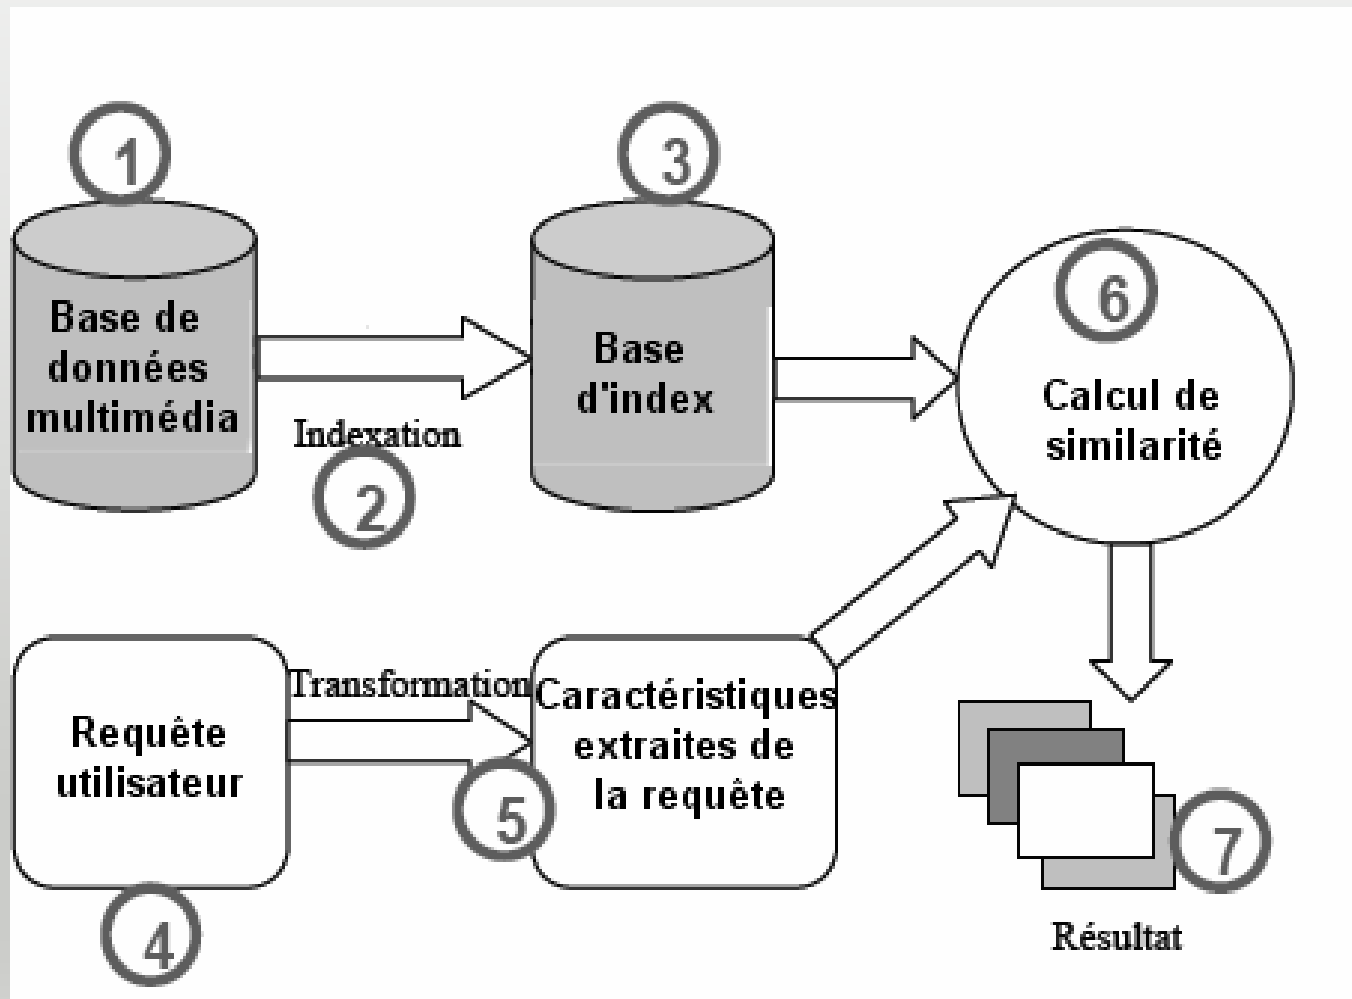 1
Base de
données
multimédia
Indexation
2
3
Base
d'index
6
Calcul de
similarité
Requête
utilisateur
4
Transformation
5
Caractéristiques
extraites de
la requête
7
Résultat